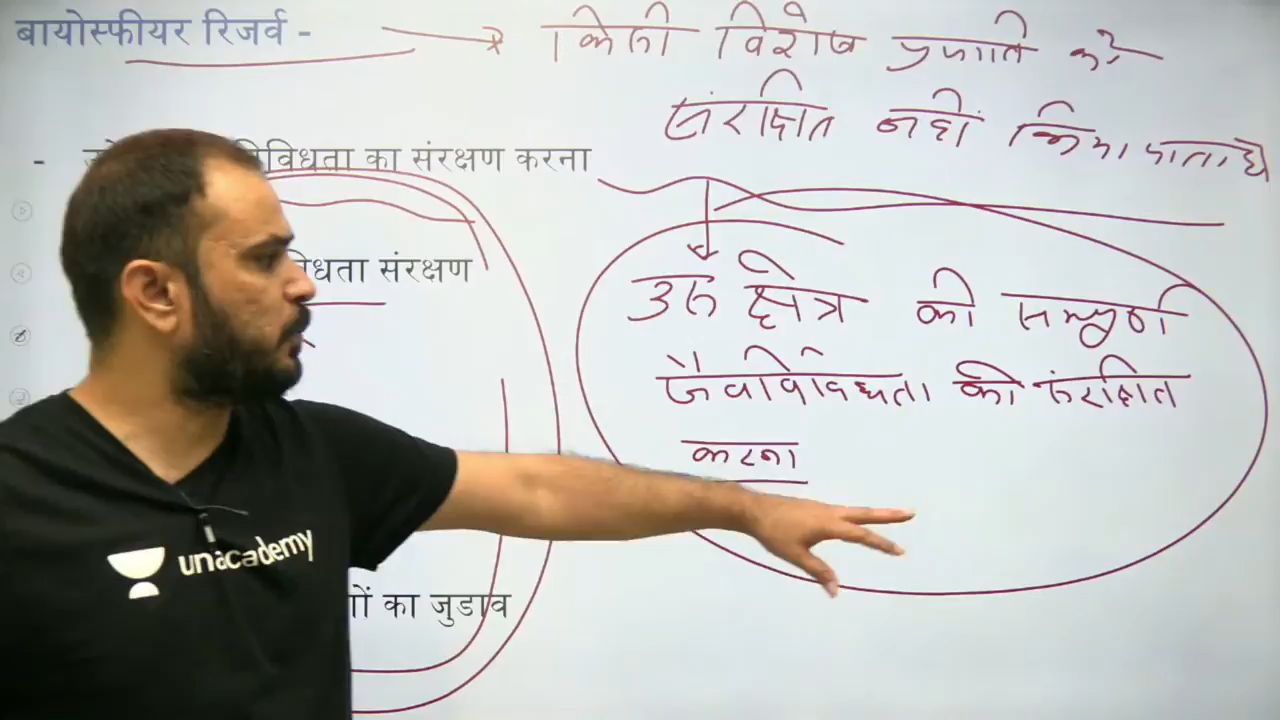 बायोस्फीयर रिजर्व -
किसी विशेष प्रजाति को
संरक्षित नहीं किया जाता है
- विविधता का संरक्षण करना
विधता संरक्षण
उस क्षेत्र की सम्पूर्ण
जैवविविधता को संरक्षित
करना
unacademy
का जुडाव